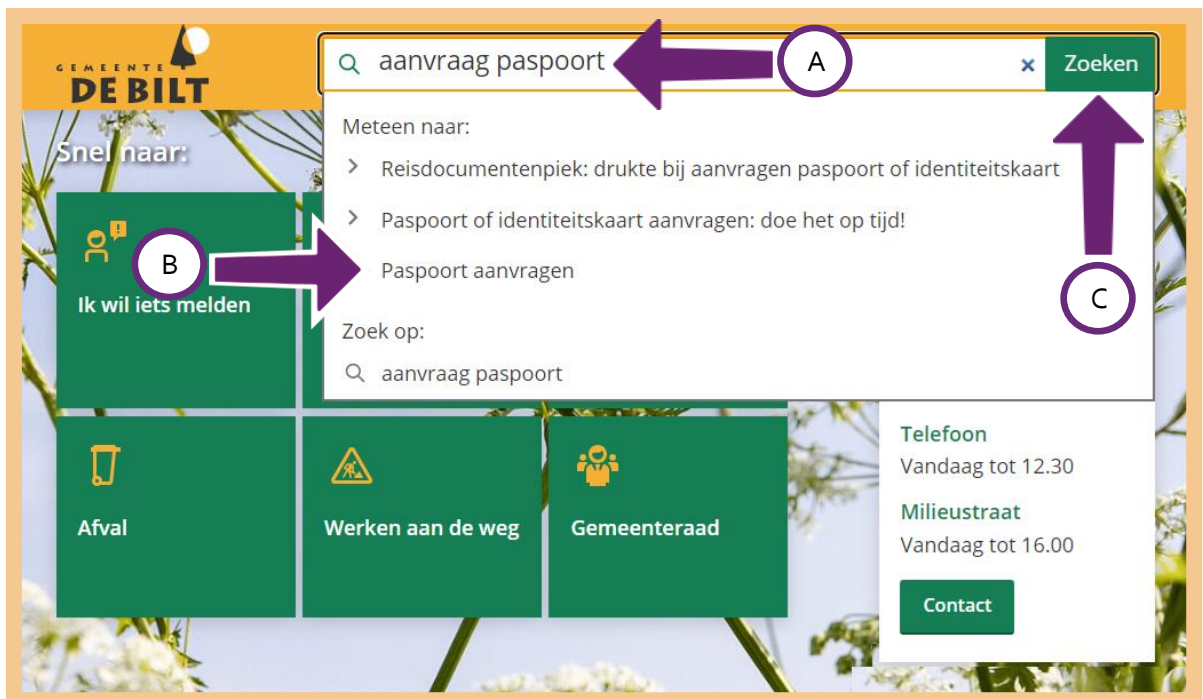 GEMEENTE
DE BILT
aanvraag paspoort
A
x
Zoeken
Snel naar:
Meteen naar:
> Reisdocumentenpiek: drukte bij aanvragen paspoort of identiteitskaart
> Paspoort of identiteitskaart aanvragen: doe het op tijd!
B
Paspoort aanvragen
C
Ik wil iets melden
Zoek op:
aanvraag paspoort
Telefoon
Vandaag tot 12.30
Milieustraat
Vandaag tot 16.00
Afval
Werken aan de weg
Gemeenteraad
Contact